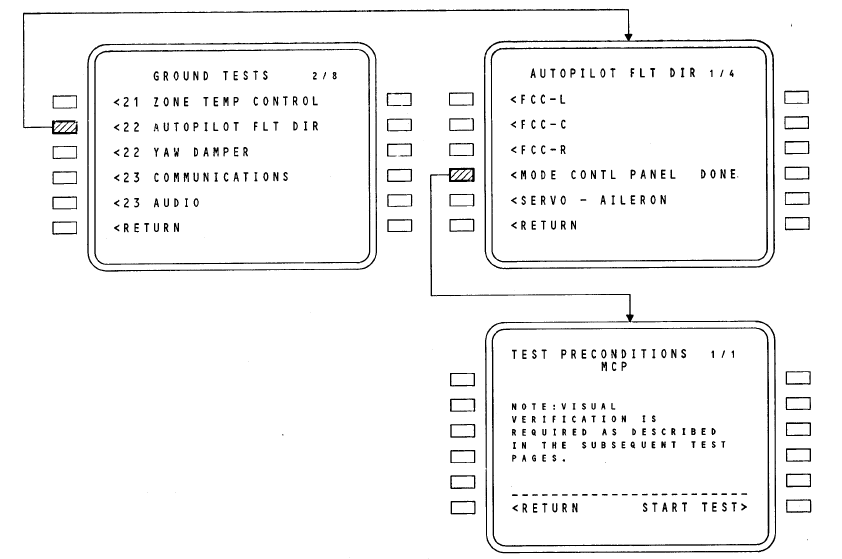 GROUND TESTS 2/8
<21 ZONE TEMP CONTROL
<22 AUTOPILOT FLT DIR
<22 YAW DAMPER
<23 COMMUNICATIONS
<23 AUDIO
<RETURN
AUTOPILOT FLT DIR 1/4
<FCC-L
<FCC-C
<FCC-R
<MODE CONTL PANEL DONE
<SERVO - AILERON
<RETURN
TEST PRECONDITIONS 1/1
MCP
NOTE:VISUAL
VERIFICATION IS
REQUIRED AS DESCRIBED
IN THE SUBSEQUENT TEST
PAGES.
<RETURN START TEST>